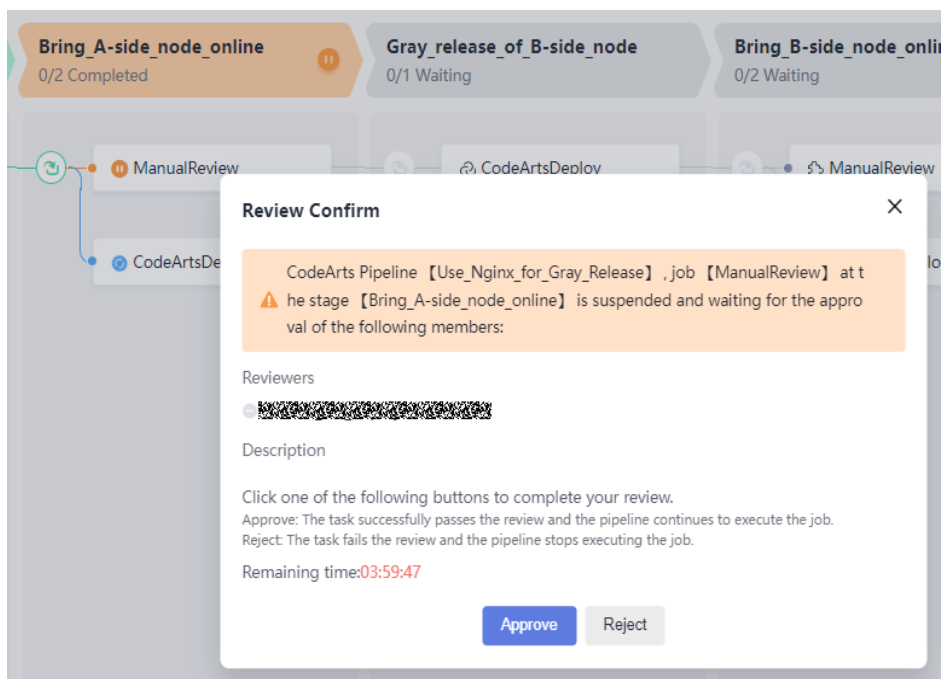 Bring_A-side_node_online
0/2 Completed
Gray_release_of_B-side_node
0/1 Waiting
Bring_B-side_node_onlin
0/2 Waiting
ManualReview
CodeArtsDeploy
ManualReview
CodeArtsDe
lo
Review Confirm
CodeArts Pipeline 【Use_Nginx_for_Gray_Release】 , job 【ManualReview】 at t
he stage 【Bring_A-side_node_online】 is suspended and waiting for the appro
val of the following members:
Reviewers
Description
Click one of the following buttons to complete your review.
Approve: The task successfully passes the review and the pipeline continues to execute the job.
Reject: The task fails the review and the pipeline stops executing the job.
Remaining time:03:59:47
Approve
Reject